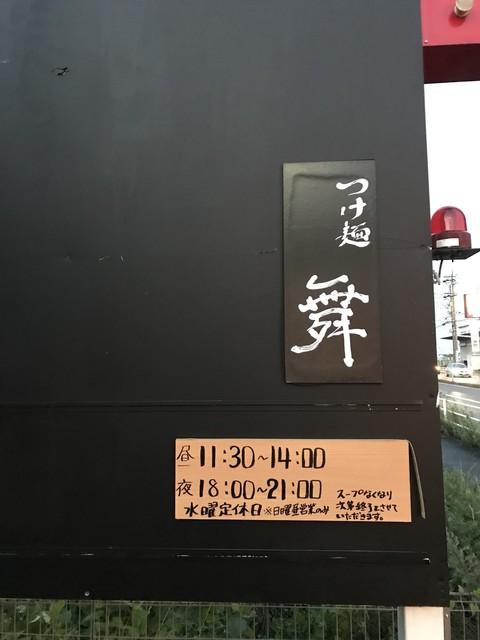 つけ麺
舞
昼 11:30~14:00
夜 18:00~21:00
水曜定休日 ※日曜昼営業のみ
スープなくなり
次第終了とさせて
いただきます。